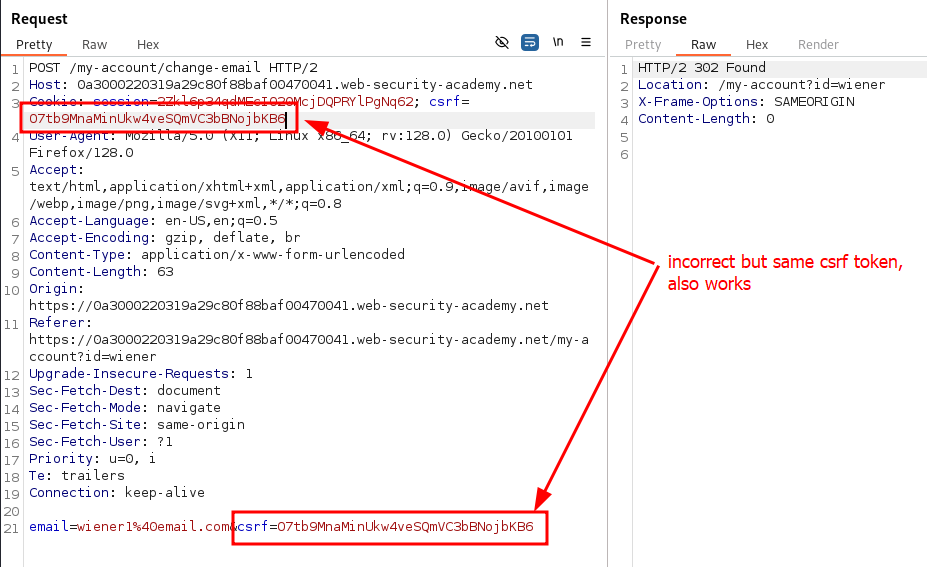 Request
Pretty Raw Hex
\n
1 POST /my-account/change-email HTTP/2
2 Host: 0a3000220319a29c80f88baf00470041.web-security-academy.net
3 Cookie: csrf=
O7tb9MnaMinUkw4veSQmVC3bBNojbKB6
4 User-Agent: Mozilla/5.0 (X11; Linux x86_64; rv:128.0) Gecko/20100101
Firefox/128.0
5 Accept:
text/html,application/xhtml+xml,application/xml;q=0.9,image/avif,image
/webp,image/png,image/svg+xml,*/*;q=0.8
6 Accept-Language: en-US,en;q=0.5
7 Accept-Encoding: gzip, deflate, br
8 Content-Type: application/x-www-form-urlencoded
9 Content-Length: 63
10 Origin:
https://0a3000220319a29c80f88baf00470041.web-security-academy.net
11 Referer:
https://0a3000220319a29c80f88baf00470041.web-security-academy.net/my-a
ccount?id=wiener
12 Upgrade-Insecure-Requests: 1
13 Sec-Fetch-Dest: document
14 Sec-Fetch-Mode: navigate
15 Sec-Fetch-Site: same-origin
16 Sec-Fetch-User: ?1
17 Priority: u=0, i
18 Te: trailers
19 Connection: keep-alive
20
21 email=wiener1%40email.com&csrf=O7tb9MnaMinUkw4veSQmVC3bBNojbKB6
Response
Pretty Raw Hex Render
1 HTTP/2 302 Found
2 Location: /my-account?id=wiener
3 X-Frame-Options: SAMEORIGIN
4 Content-Length: 0
5
6
incorrect but same csrf token,
also works